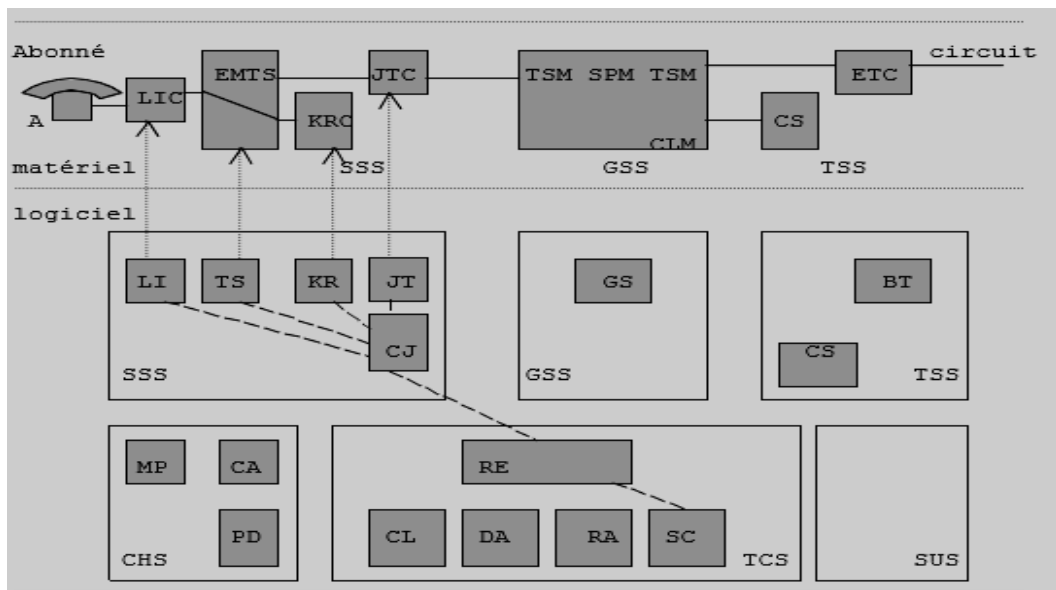 Abonné
circuit
EMTS
JTC
TSM SPM TSM
ETC
LIC
A
KRC
CS
CLM
matériel
SSS
GSS
TSS
logiciel
LI
TS
KR
JT
GS
BT
CJ
CS
SSS
GSS
TSS
MP
CA
RE
PD
CL
DA
RA
SC
CHS
TCS
SUS